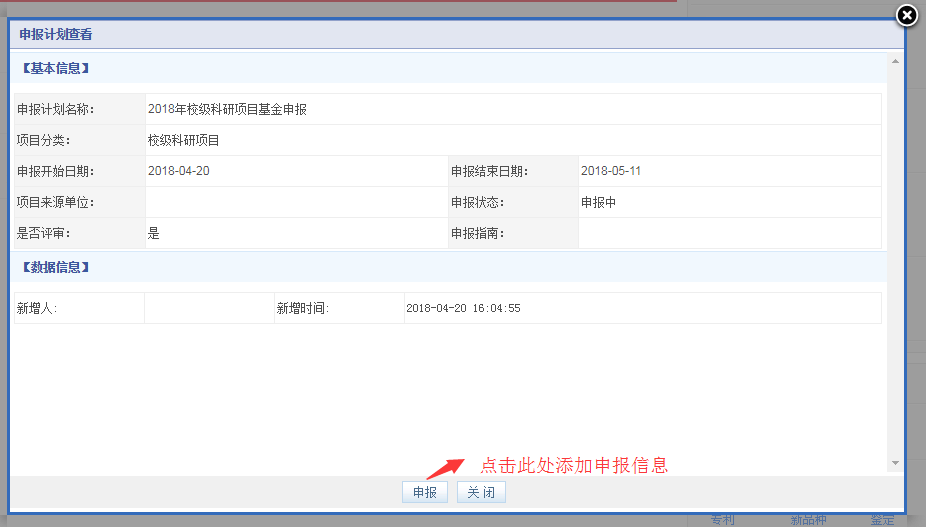 申报计划查看
【基本信息】
申报计划名称： 2018年校级科研项目基金申报
项目分类： 校级科研项目
申报开始日期： 2018-04-20 申报结束日期： 2018-05-11
项目来源单位： 申报状态： 申报中
是否评审： 是 申报指南：
【数据信息】
新增人： 新增时间： 2018-04-20 16:04:55
点击此处添加申报信息
申报 关 闭
专利 新品种 鉴定